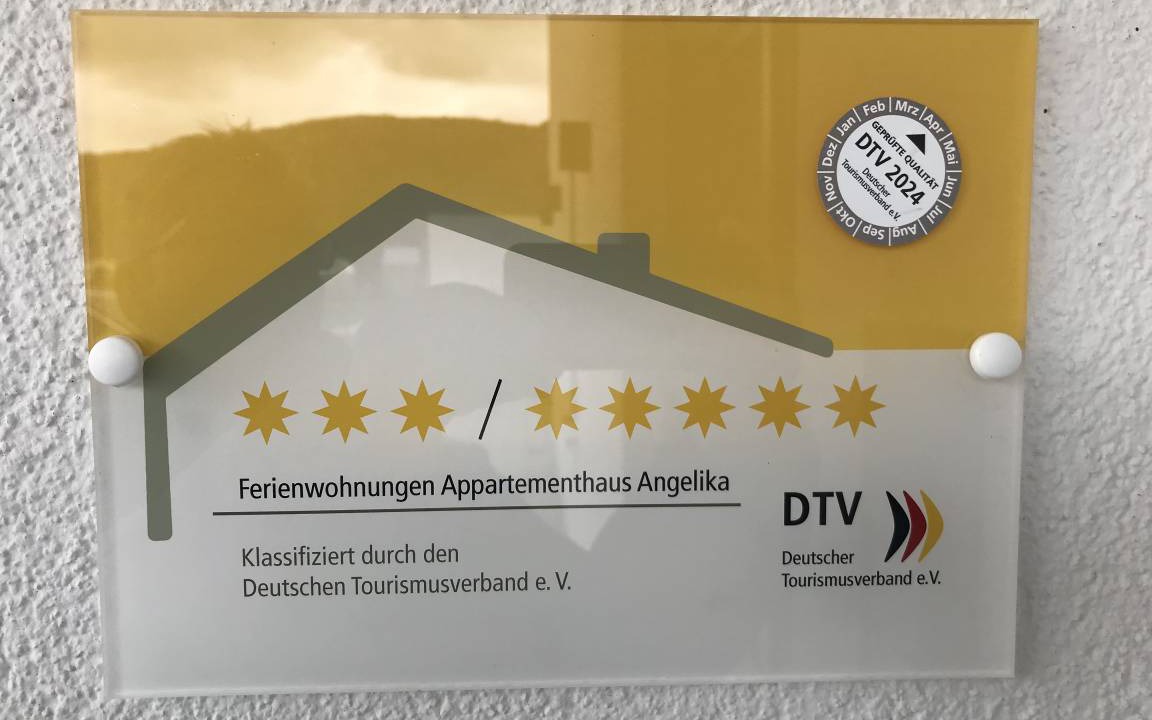 Jan | Feb | Mrz | Apr | Mai | Jun | Jul | Aug | Sep | Okt | Nov | Dez
GEPRÜFTE QUALITÄT
DTV 2024
Deutscher
Tourismusverband e.V.
/
Ferienwohnungen Appartementhaus Angelika
Klassifiziert durch den
Deutschen Tourismusverband e. V.
DTV
Deutscher
Tourismusverband e.V.